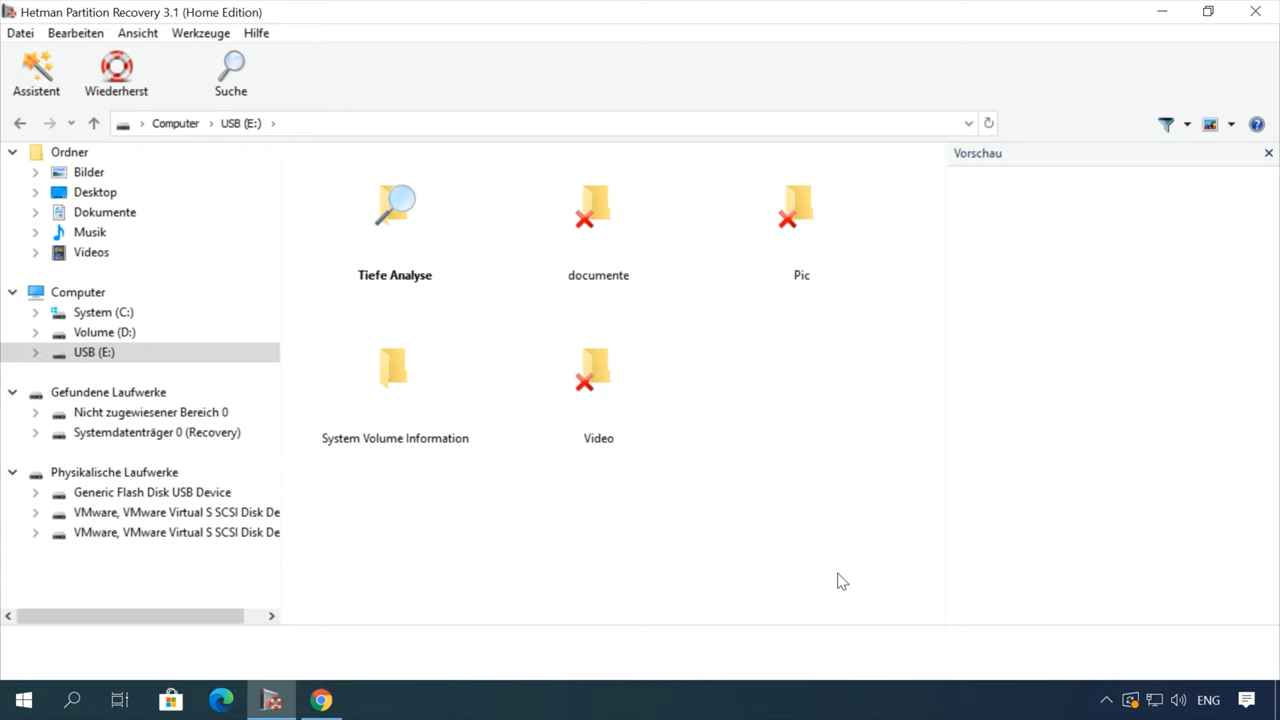 Hetman Partition Recovery 3.1 (Home Edition)
Datei Bearbeiten Ansicht Werkzeuge Hilfe
Assistent Wiederherst Suche
Computer USB (E:)
Ordner
Bilder
Desktop
Dokumente
Musik
Videos
Computer
System (C:)
Volume (D:)
USB (E:)
Gefundene Laufwerke
Nicht zugewiesener Bereich 0
Systemdatenträger 0 (Recovery)
Physikalische Laufwerke
Generic Flash Disk USB Device
VMware, VMware Virtual S SCSI Disk De
VMware, VMware Virtual S SCSI Disk De
Tiefe Analyse
documente
Pic
System Volume Information
Video
Vorschau
ENG